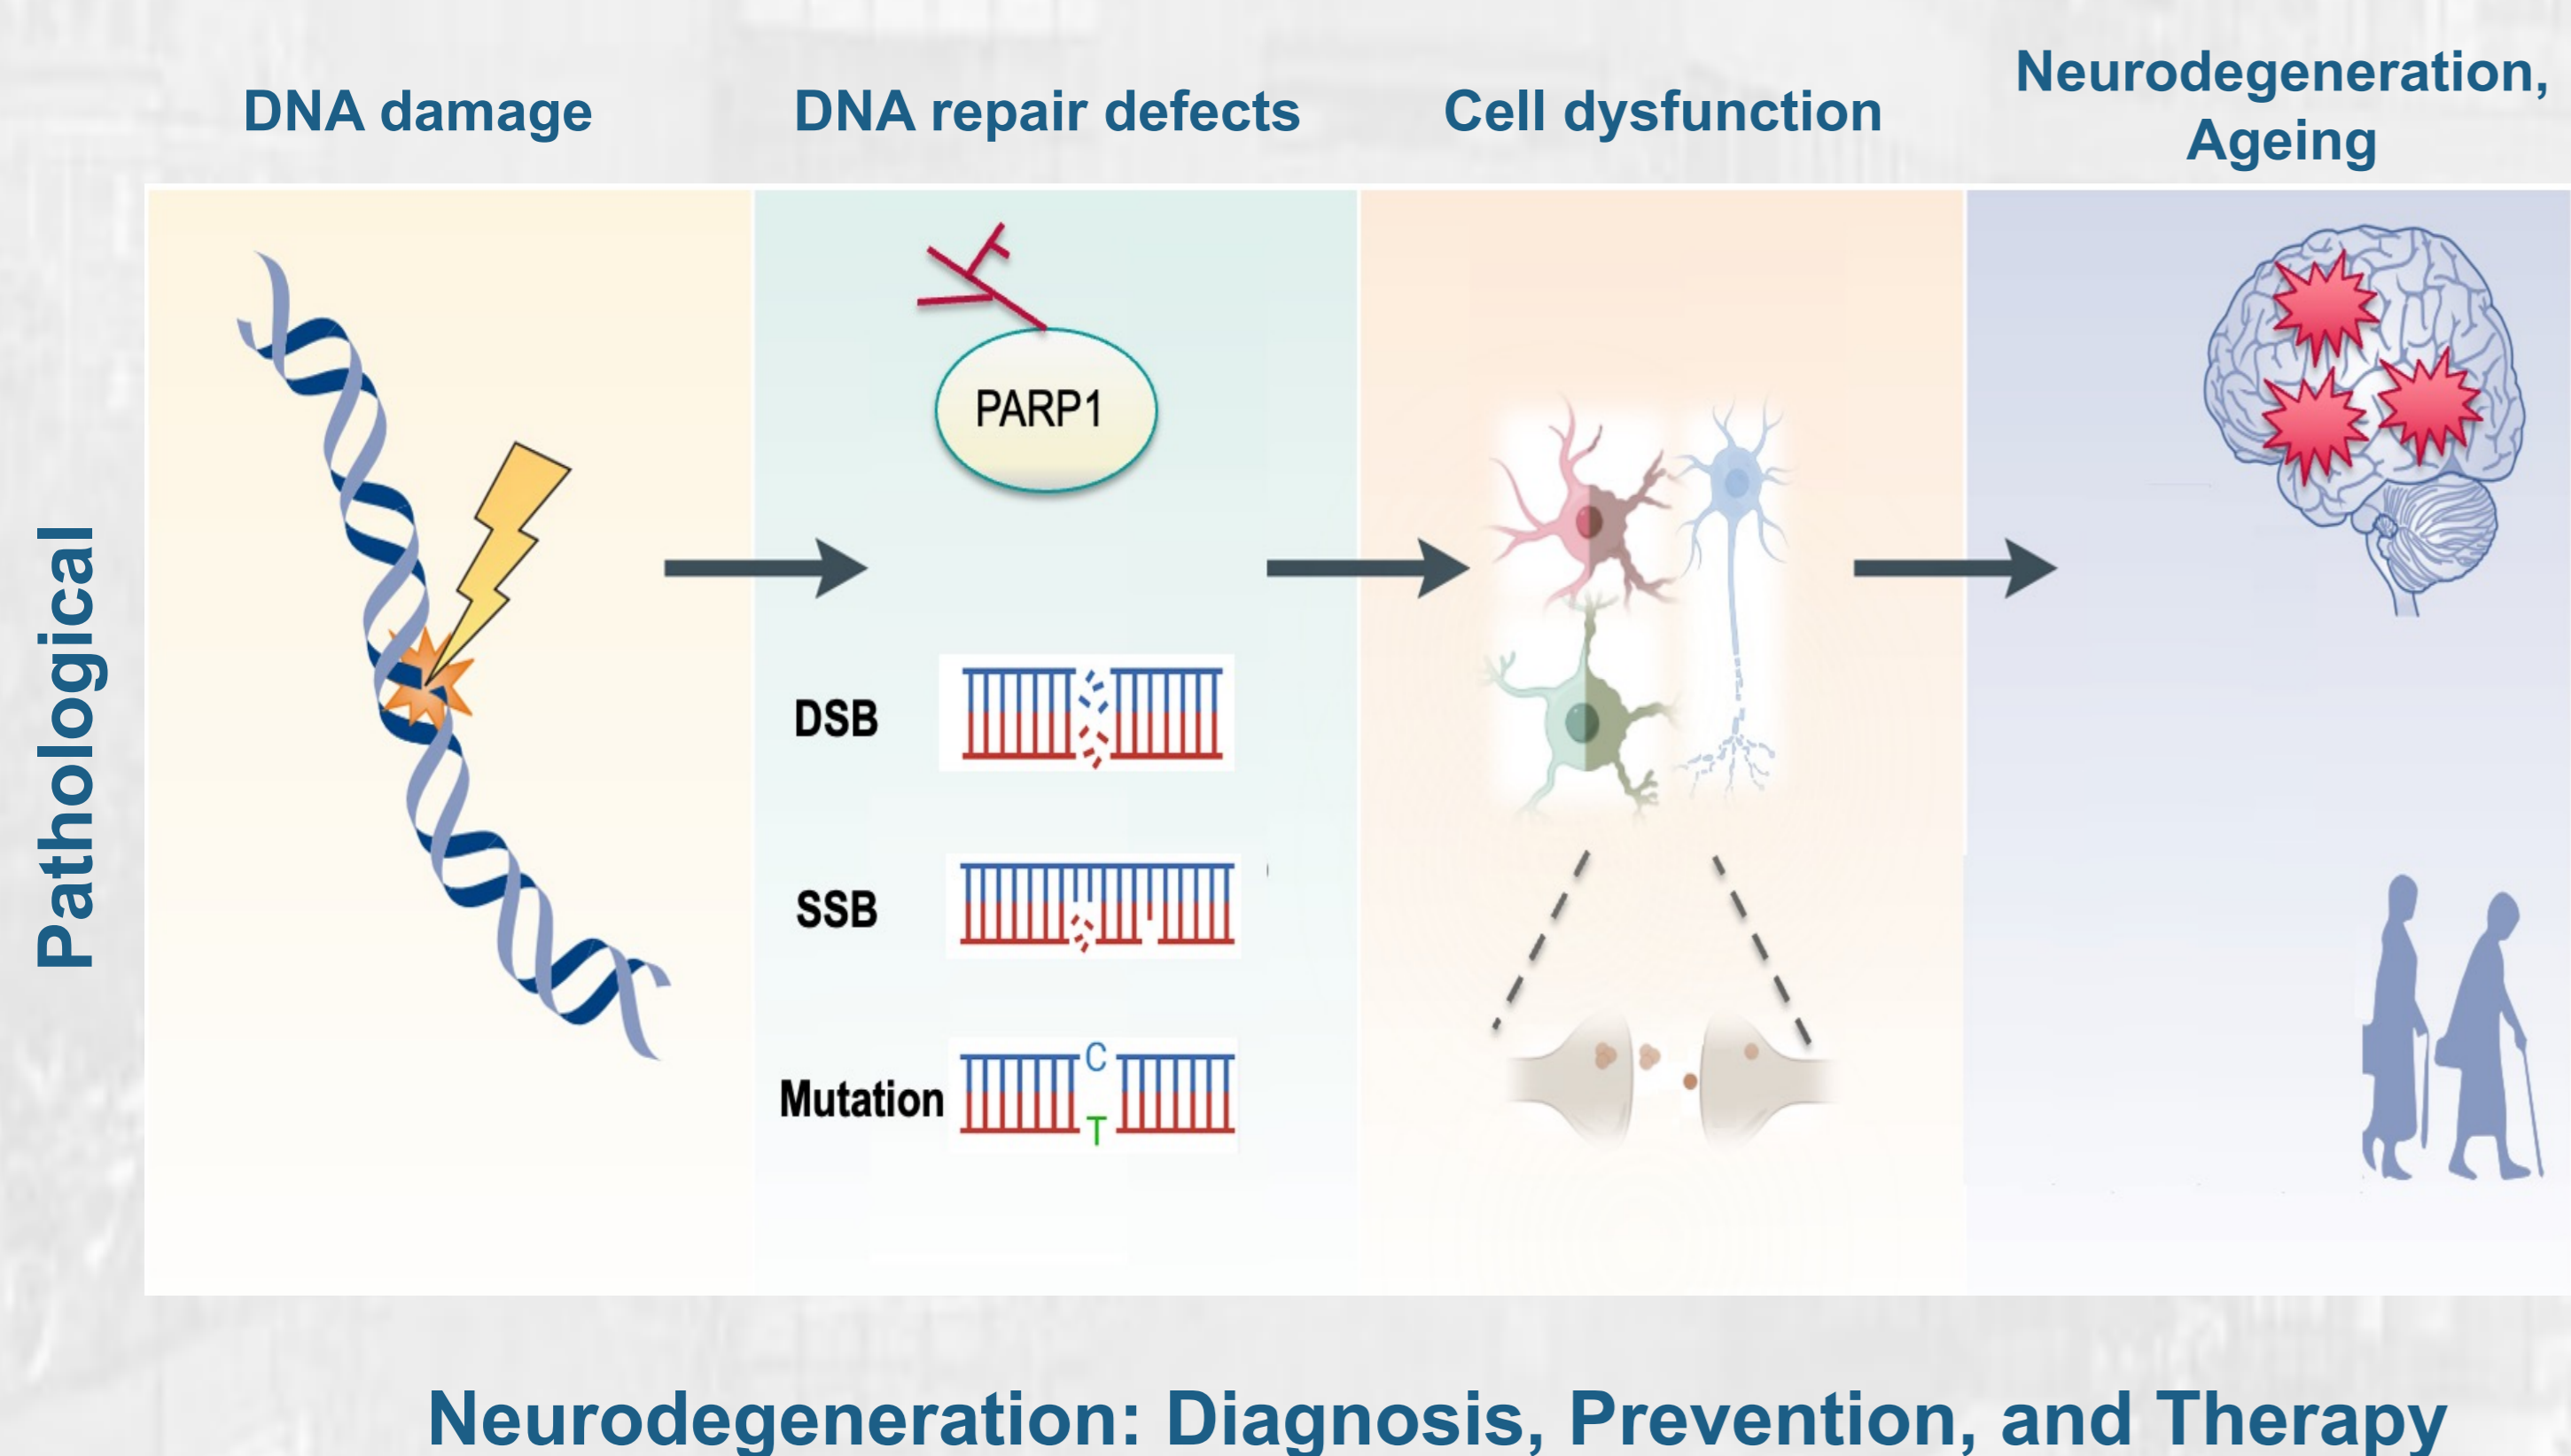 DNA damage
DNA repair defects
Cell dysfunction
Neurodegeneration,
Ageing
Pathological
PARP1
DSB
SSB
Mutation
C
T
Neurodegeneration: Diagnosis, Prevention, and Therapy